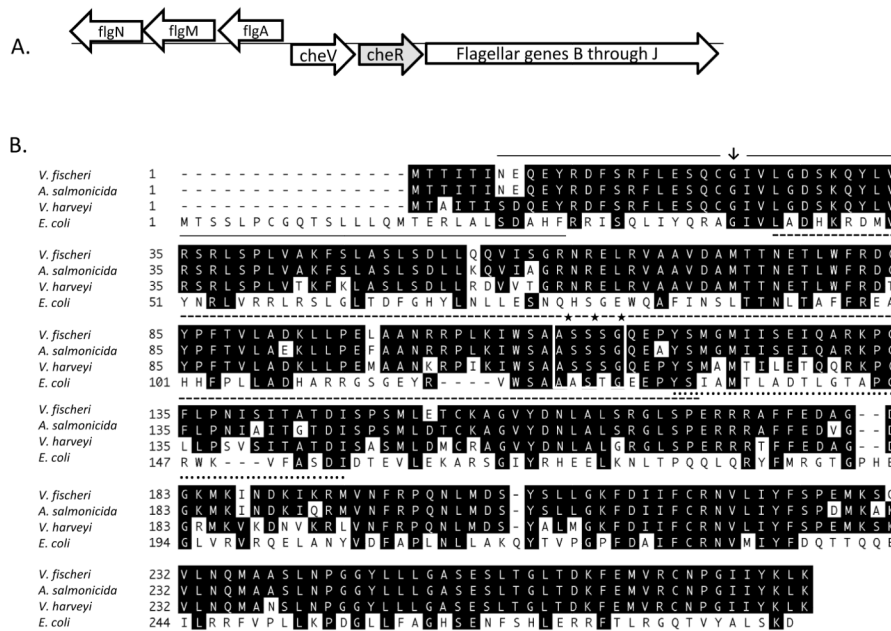 A.
flgN flgM flgA cheV cheR Flagellar genes B through J
B.
V. fischeri 1 - - - - - - - - - - - - - - - - MTTITINEQEYRDFSRFLESQCGIVLGDSKQYLV
A. salmonicida 1 - - - - - - - - - - - - - - - - MTTITINEQEYRDFSRFLESQCGIVLGDSKQYLV
V. harveyi 1 - - - - - - - - - - - - - - - - MTAITISDQEYRDFSRFLESQCGIVLGDSKQYLV
E. coli 1 MTSSLPCGQTSLLLQMTERLALSDAHFRRISQLIYQRAGIVLADHKRDM
V. fischeri 35 RSRLSPLVAKFSLASLSDLLQQVISGRNRELRVAAVDAMTTNETLWFRD
A. salmonicida 35 RSRLSPLVAKFSLASLSDLLQKVIAGRNRELRVAAVDAMTTNETLWFRD
V. harveyi 35 RSRLSPLVTKFKLASLSDLLRDVVTGRNRELRVAAVDAMTTNETLWFRD
E. coli 51 YNRLVRRLRSLGLTDFGHYLNLLESNQHSGEWQAFINSLTTNLTAFFREA
V. fischeri 85 YPFTVLADKLLPELAANRRPLKIWSAASSSGQEPYSMGMIISEIQARKP
A. salmonicida 85 YPFTVLAEKLLPEFAANRRPLKIWSAASSSGQEAYSMGMIISEIQARKP
V. harveyi 85 YPFTVLADKLLPEMAANKRPIKIWSAASSSGQEPYSMAMTILETQQRKP
E. coli 101 HHFPLLADHARRGSGEYR----VWSAAASTGEEPYSIAMTLADTLGTAP
V. fischeri 135 FLPNISITATDISPSMLETCKAGVYDNLALSRGLSPERRRAFFEDAG--
A. salmonicida 135 FLPNIAITGTDISPSMLDTCKAGVYDNLALSRGLSPERRRAFFEDVG--
V. harveyi 135 LLPSVSITATDISASMLDMCRAGVYDNLALGRGLSPERRRTFFEDAG--
E. coli 147 RWK---VFASDIDTEVLEKARSGIYRHEELKNLTPQQLQRYFMRGTGPHE
V. fischeri 183 GKMKINDKIKRMVNFRPQNLMDS-YSLLGKFDIIFCRNVLIYFSPEMKS
A. salmonicida 183 GKMKINDKIQRMVNFRPQNLMDS-YSLLGKFDIIFCRNVLIYFSPDMKA
V. harveyi 183 GRMKVKDNVKRLVNFRPQNLMDS-YALMGKFDIIFCRNVLIYFSPEMKS
E. coli 194 GLVRVRQELANYVDFAPLNLLAKQYTVPGPFDAIFCRNVMIYFDQTTQQ
V. fischeri 232 VLNQMAASLNPGGYLLLGASESLTGLTDKFEMVRCNPGIIYKLK
A. salmonicida 232 VLNQMAASLNPGGYLLLGASESLTGLTDKFEMVRCNPGIIYKLK
V. harveyi 232 VLNQMANSLNPGGYLLLGASESLTGLTDKFEMVRCNPGIIYKLK
E. coli 244 ILRRFVPLLKPDGLLFAGHSENFSHLERRFTLRGQTVYALSKD